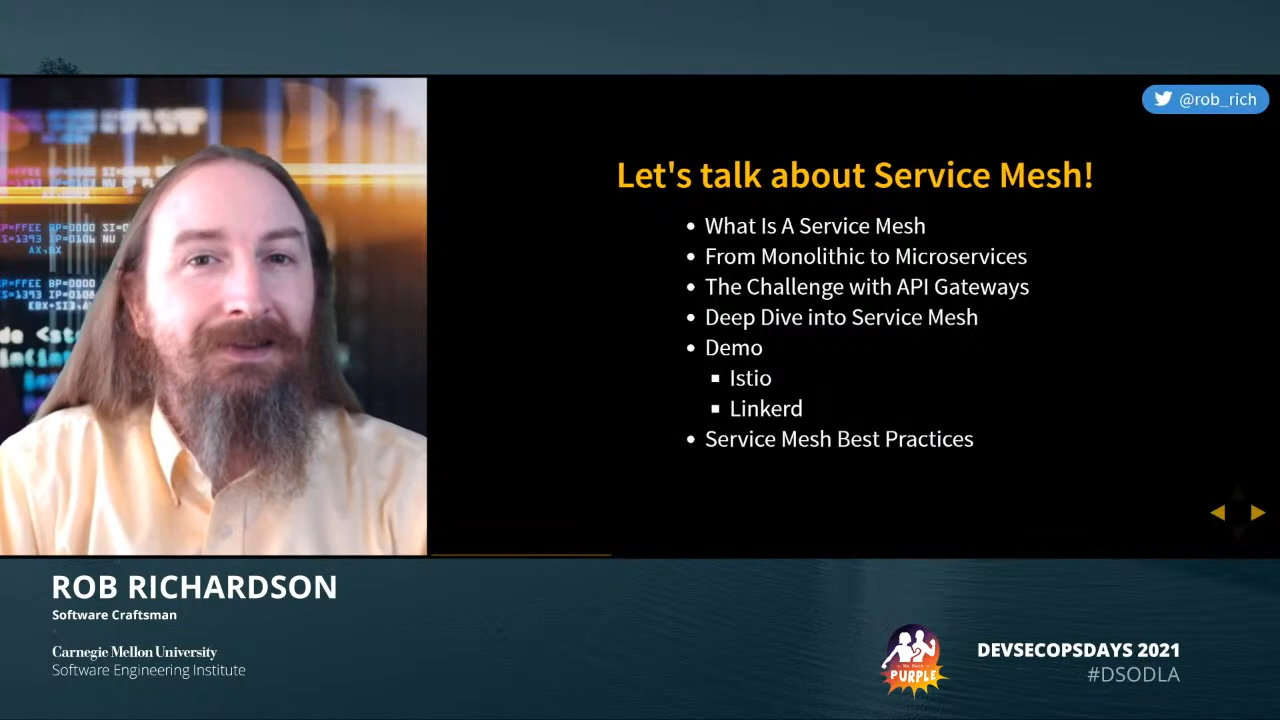 @rob_rich
Let's talk about Service Mesh!
What Is A Service Mesh
From Monolithic to Microservices
The Challenge with API Gateways
Deep Dive into Service Mesh
Demo
Istio
Linkerd
Service Mesh Best Practices
ROB RICHARDSON
Software Craftsman
Carnegie Mellon University
Software Engineering Institute
PURPLE
DEVSECOPSDAYS 2021
#DSODLA